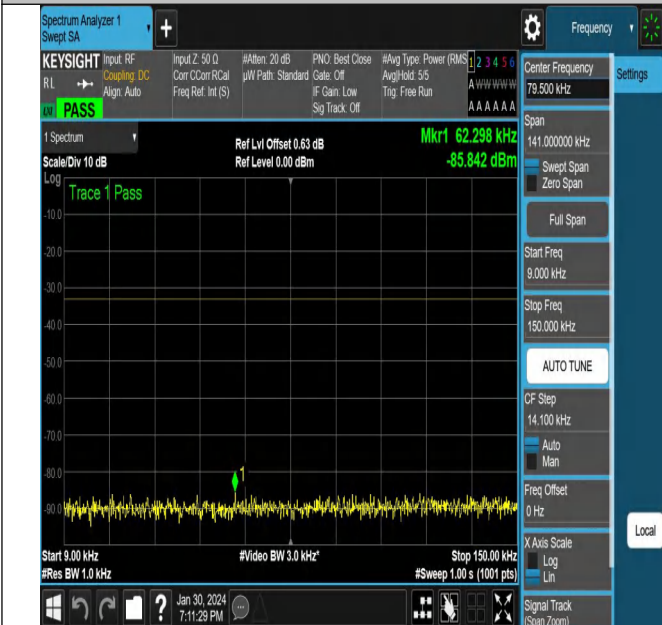 Spectrum Analyzer 1
Swept SA
+
Frequency
KEYSIGHT
RL
PASS
Input: RF
Coupling: DC
Align: Auto
Input Z: 50 Ω
Corr CCorr RCal
Freq Ref: Int (S)
#Atten: 20 dB
µW Path: Standard
PNO: Best Close
Gate: Off
IF Gain: Low
Sig Track: Off
#Avg Type: Power (RMS
Avg|Hold: 5/5
Trig: Free Run
1 2 3 4 5 6
A W W W W W
A A A A A A
1 Spectrum
Scale/Div 10 dB
Log
Ref Lvl Offset 0.63 dB
Ref Level 0.00 dBm
Mkr1 62.298 kHz
-85.842 dBm
Trace 1 Pass
-10.0
-20.0
-30.0
-40.0
-50.0
-60.0
-70.0
-80.0
-90.0
1
Start 9.00 kHz
#Res BW 1.0 kHz
#Video BW 3.0 kHz*
Stop 150.00 kHz
#Sweep 1.00 s (1001 pts)
Jan 30, 2024
7:11:29 PM
Center Frequency
79.500 kHz
Settings
Span
141.000000 kHz
Swept Span
Zero Span
Full Span
Start Freq
9.000 kHz
Stop Freq
150.000 kHz
AUTO TUNE
CF Step
14.100 kHz
Auto
Man
Freq Offset
0 Hz
X Axis Scale
Log
Lin
Local
Signal Track
(Span Zoom)